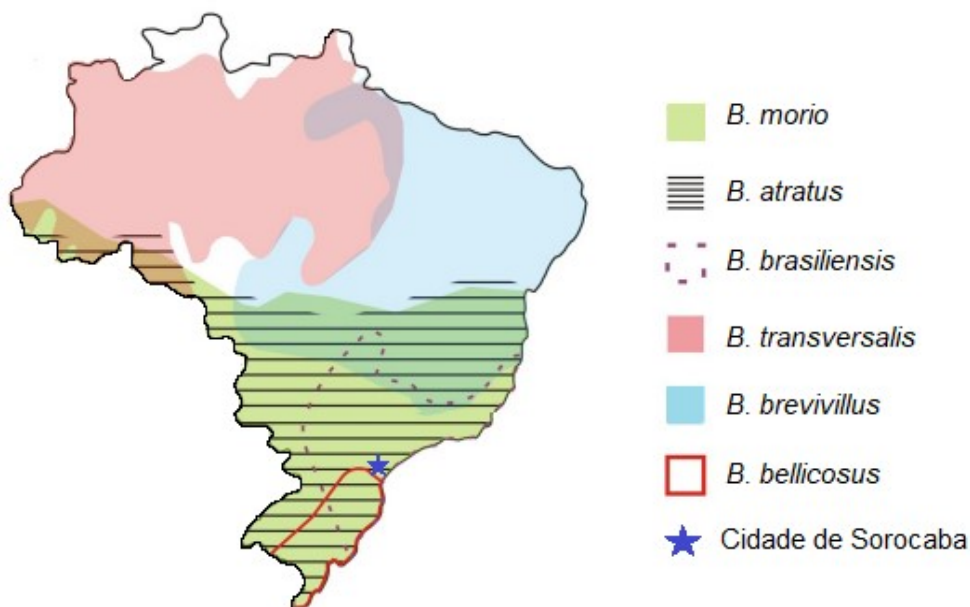 B. morio
B. atratus
B. brasiliensis
B. transversalis
B. brevivillus
B. bellicosus
Cidade de Sorocaba